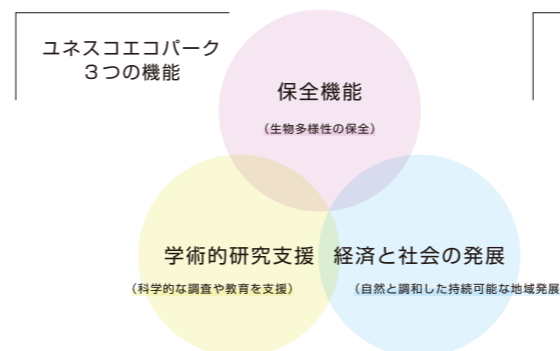 ユネスコエコパーク
３つの機能
保全機能
（生物多様性の保全）
学術的研究支援
経済と社会の発展
（科学的な調査や教育を支援）
（自然と調和した持続可能な地域発展